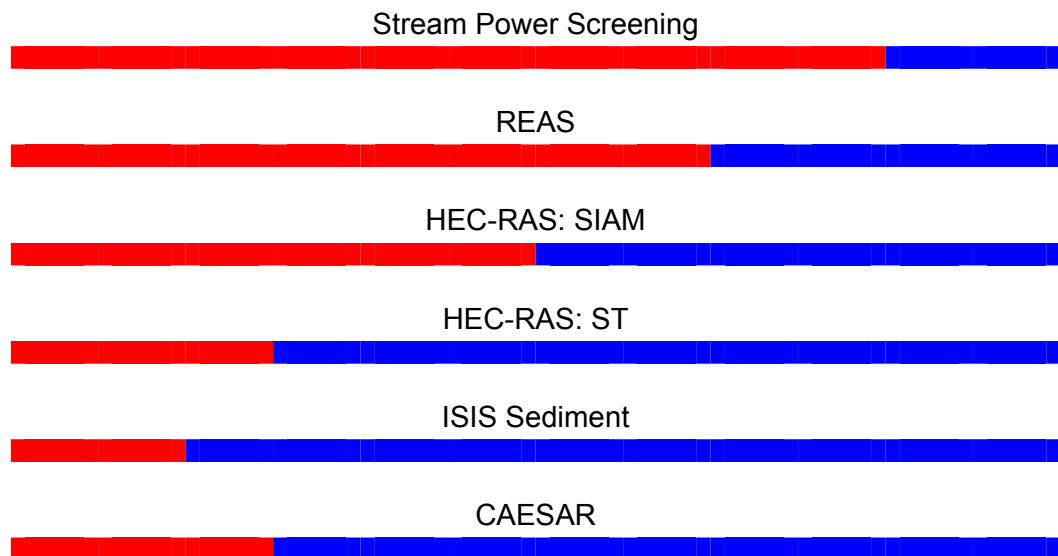 Stream Power Screening
REAS
HEC-RAS: SIAM
HEC-RAS: ST
ISIS Sediment
CAESAR